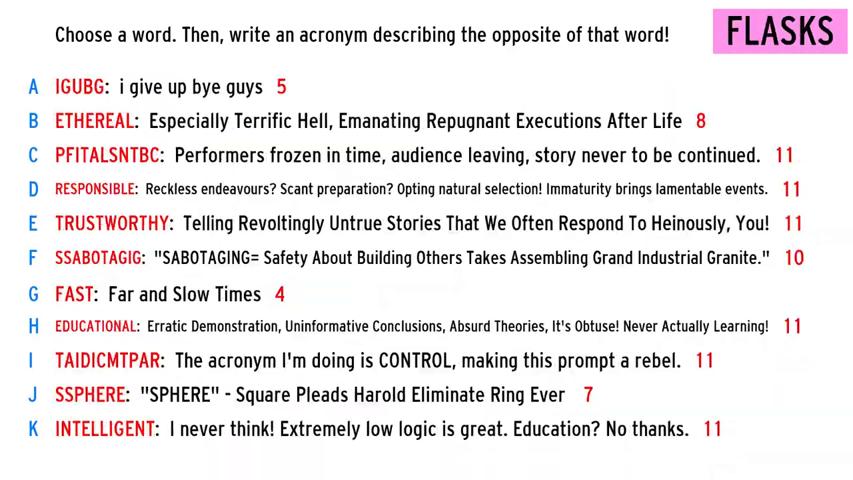 Choose a word. Then, write an acronym describing the opposite of that word! FLASKS
A IGUBG: i give up bye guys 5
B ETHEREAL: Especially Terrific Hell, Emanating Repugnant Executions After Life 8
C PFITALSNTBC: Performers frozen in time, audience leaving, story never to be continued. 11
D RESPONSIBLE: Reckless endeavours? Scant preparation? Opting natural selection! Immaturity brings lamentable events. 11
E TRUSTWORTHY: Telling Revoltingly Untrue Stories That We Often Respond To Heinously, You! 11
F SSABOTAGIG: "SABOTAGING= Safety About Building Others Takes Assembling Grand Industrial Granite." 10
G FAST: Far and Slow Times 4
H EDUCATIONAL: Erratic Demonstration, Uninformative Conclusions, Absurd Theories, It's Obtuse! Never Actually Learning! 11
I TAIDICMTPAR: The acronym I'm doing is CONTROL, making this prompt a rebel. 11
J SSPHERE: "SPHERE" - Square Pleads Harold Eliminate Ring Ever 7
K INTELLIGENT: I never think! Extremely low logic is great. Education? No thanks. 11